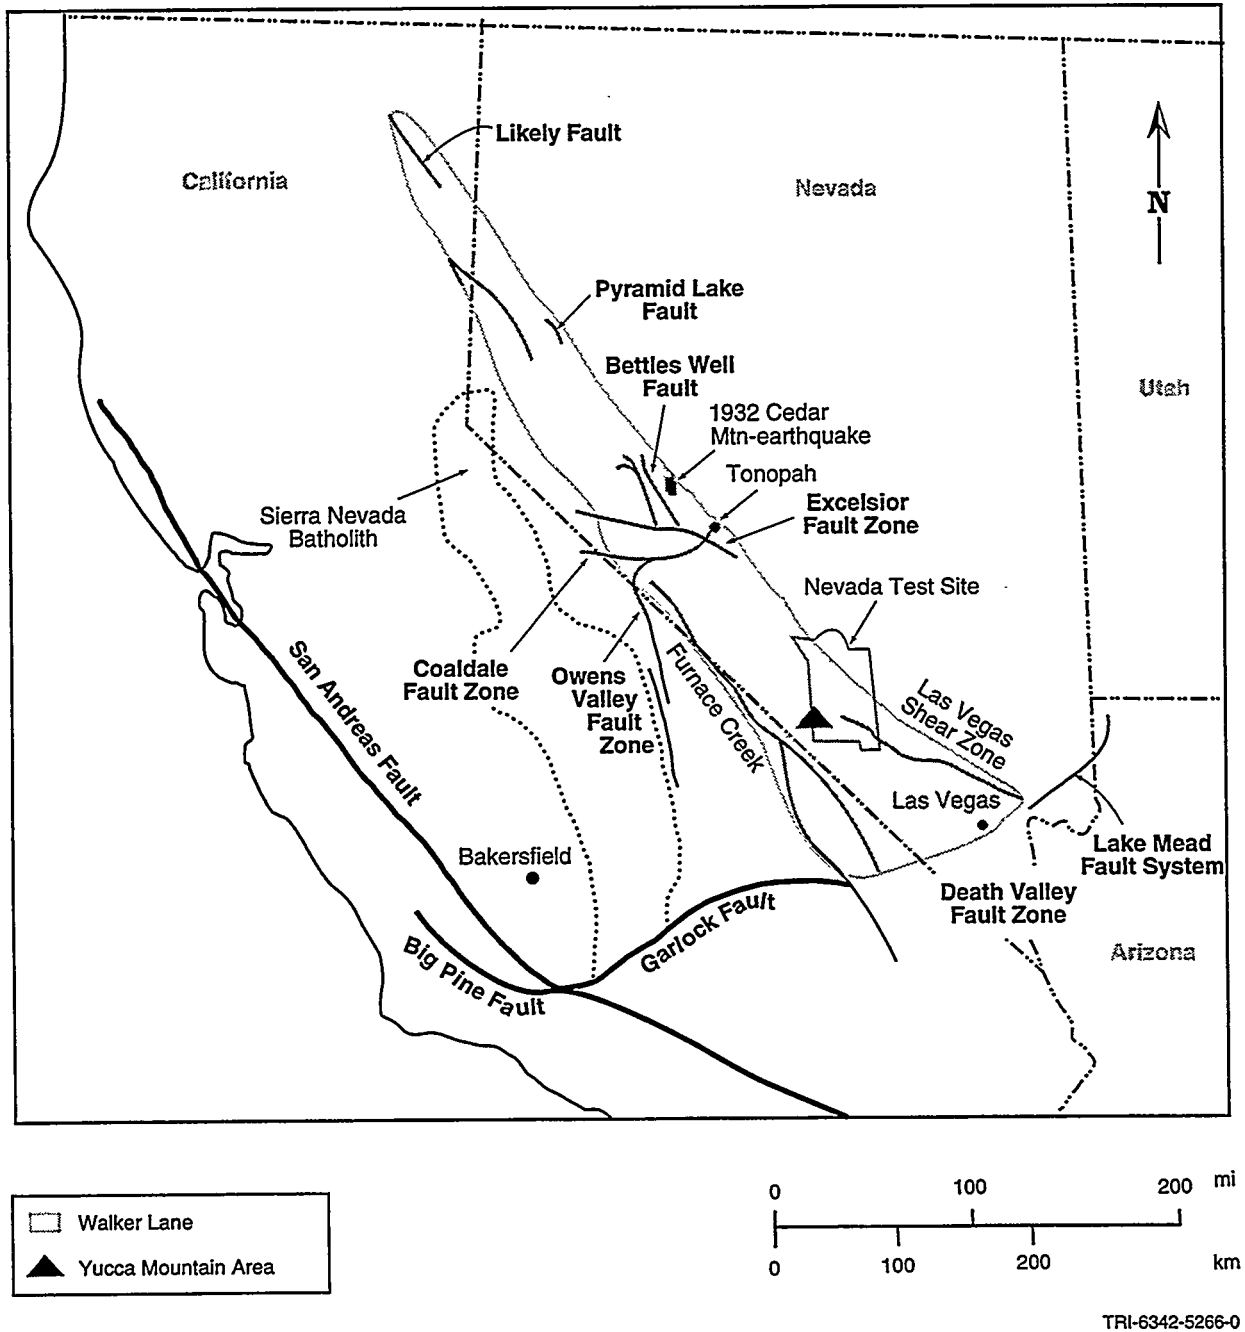 Likely Fault
California
Nevada
N
Pyramid Lake
Fault
Bettles Well
Fault
Utah
1932 Cedar
Mtn-earthquake
Tonopah
Excelsior
Fault Zone
Sierra Nevada
Batholith
Nevada Test Site
Coaldale
Fault Zone
Owens
Valley
Fault
Zone
Furnace Creek
San Andreas Fault
Las Vegas
Shear Zone
Las Vegas
Lake Mead
Fault System
Bakersfield
Death Valley
Fault Zone
Garlock Fault
Big Pine Fault
Arizona
0 100 200 mi
0 100 200 km
Walker Lane
Yucca Mountain Area
TRI-6342-5266-0